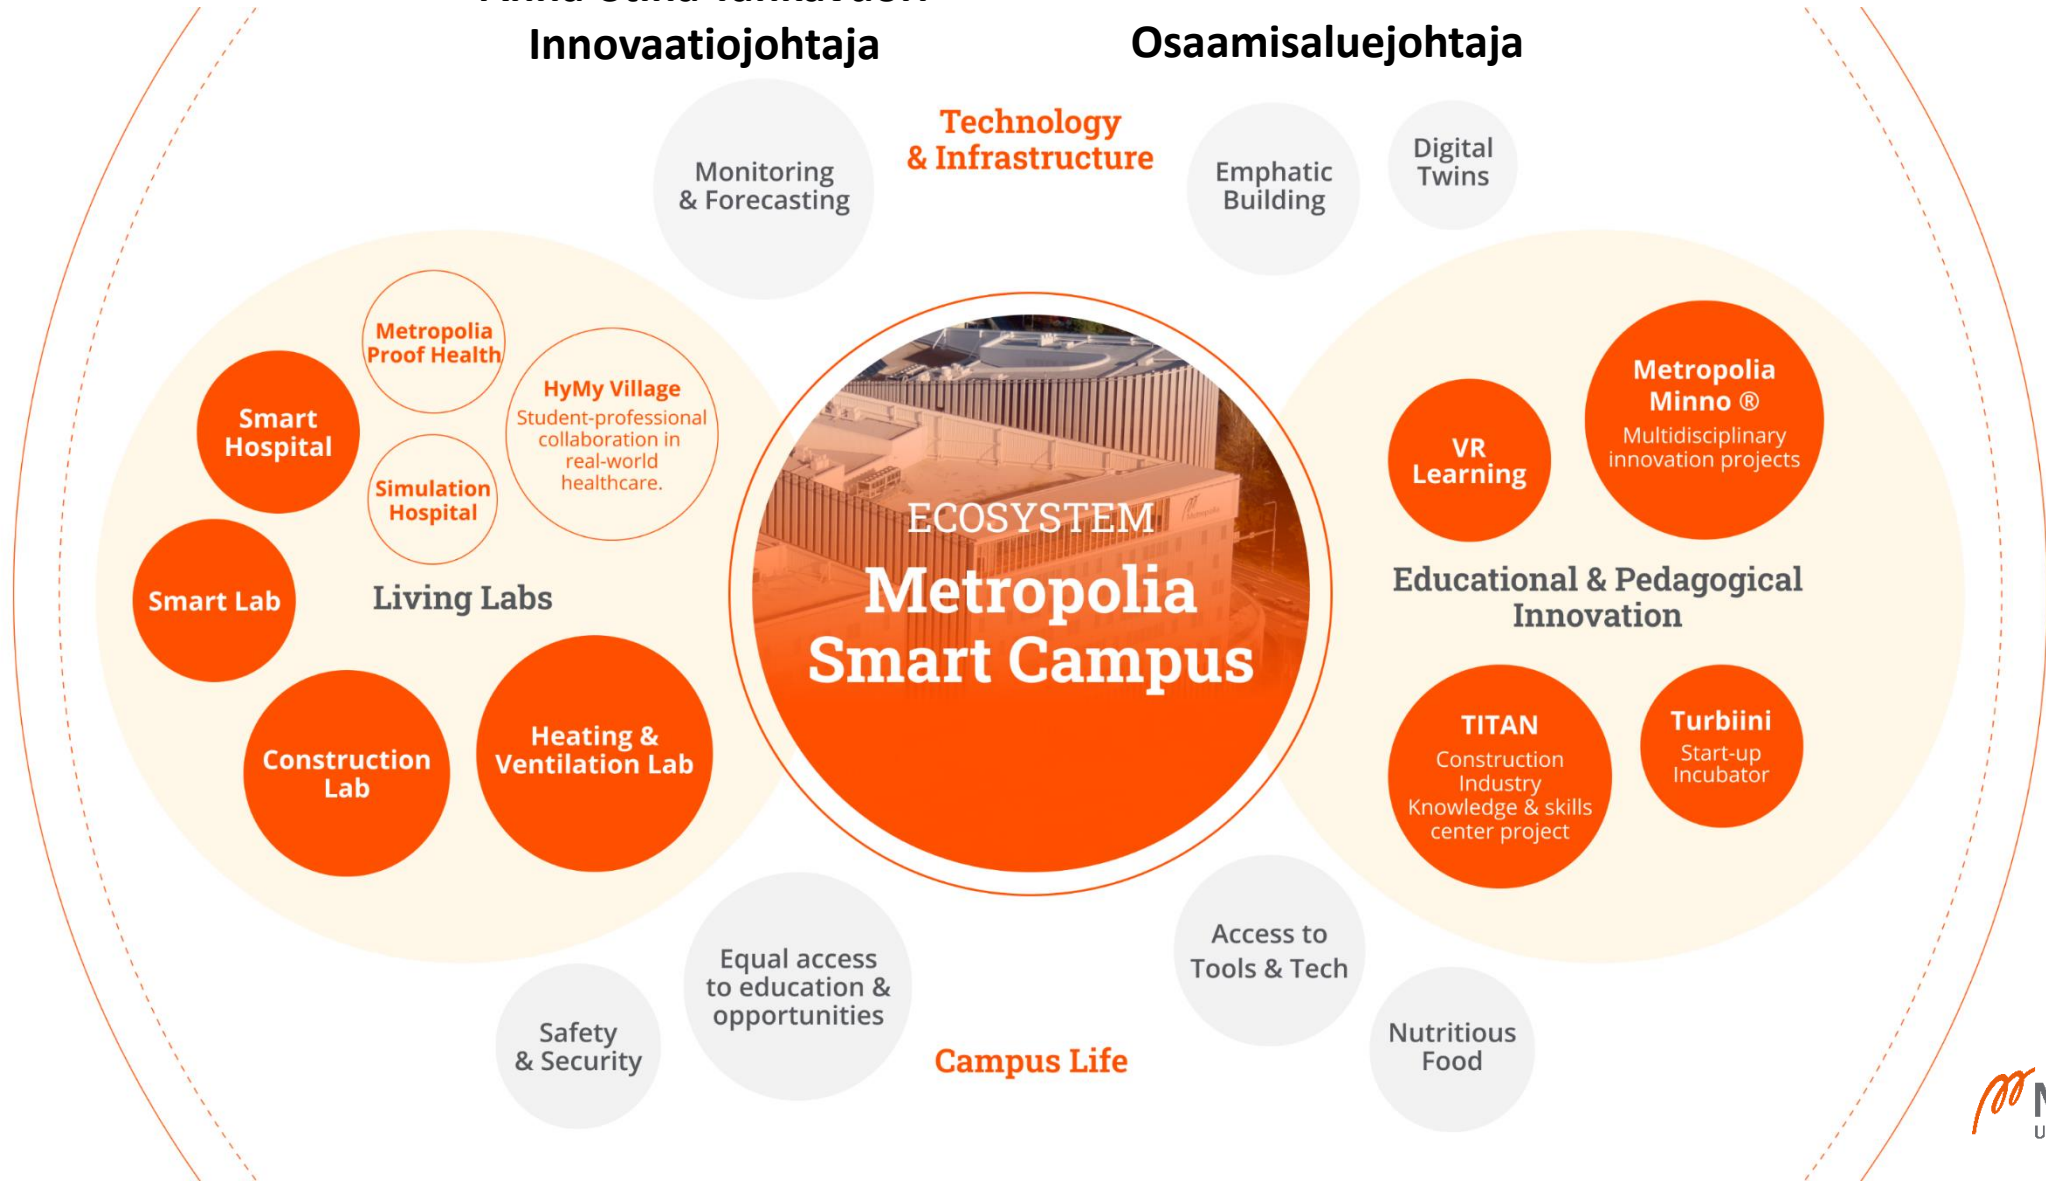 Innovaatiojohtaja
Osaamisaluejohtaja
Technology
& Infrastructure
Monitoring
& Forecasting
Emphatic
Building
Digital
Twins
Metropolia
Proof Health
HyMy Village
Student-professional
collaboration in
real-world
healthcare.
Smart
Hospital
Simulation
Hospital
Smart Lab
Living Labs
Construction
Lab
Heating &
Ventilation Lab
ECOSYSTEM
Metropolia
Smart Campus
Metropolia
Minno ®
Multidisciplinary
innovation projects
VR
Learning
Educational & Pedagogical
Innovation
TITAN
Construction
Industry
Knowledge & skills
center project
Turbiini
Start-up
Incubator
Safety
& Security
Equal access
to education &
opportunities
Campus Life
Access to
Tools & Tech
Nutritious
Food